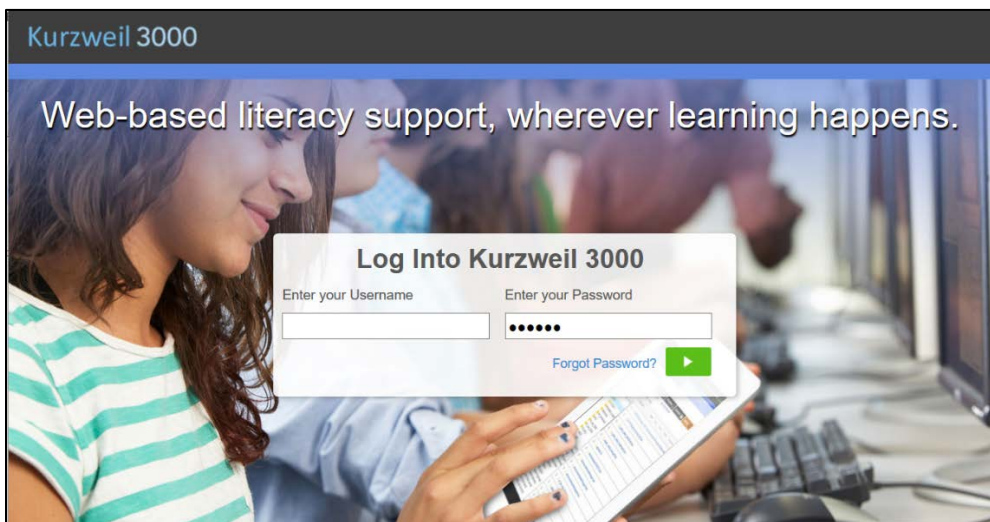 Kurzweil 3000
Web-based literacy support, wherever learning happens.
Log Into Kurzweil 3000
Enter your Username
Enter your Password
••••••
Forgot Password?